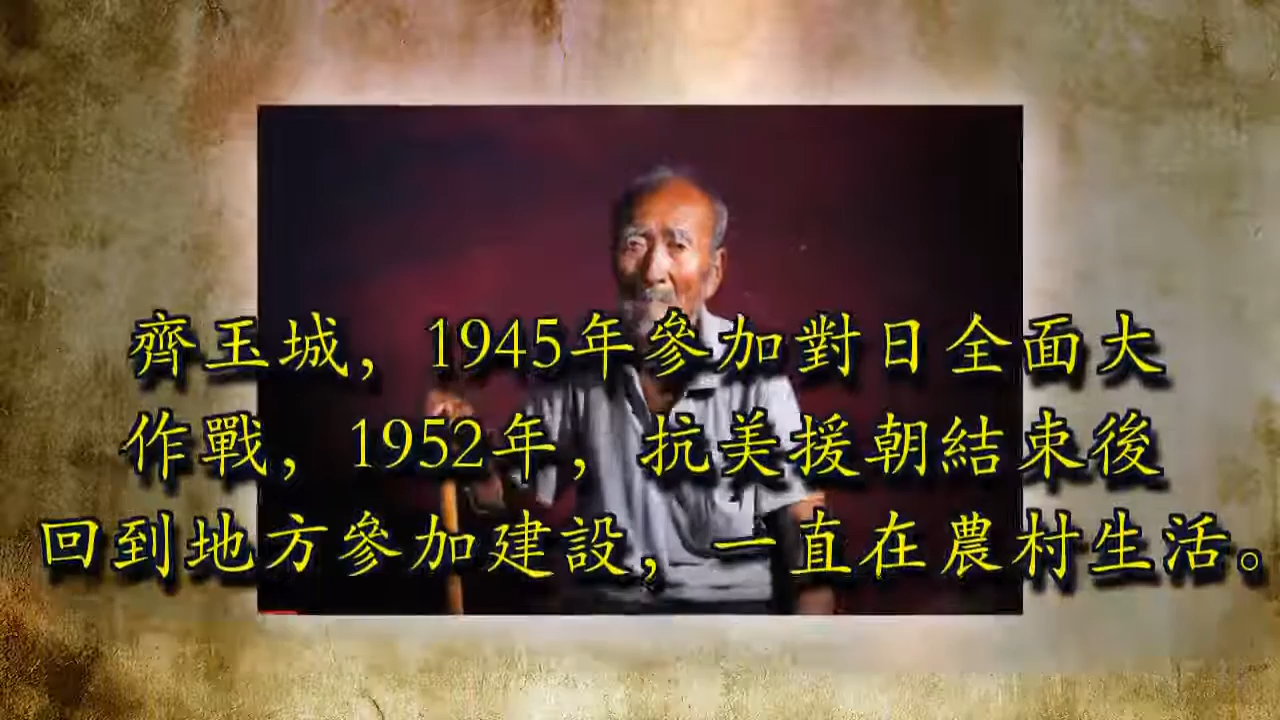 齊玉城，1945年參加對日全面大
作戰，1952年，抗美援朝結束後
回到地方參加建設，一直在農村生活。